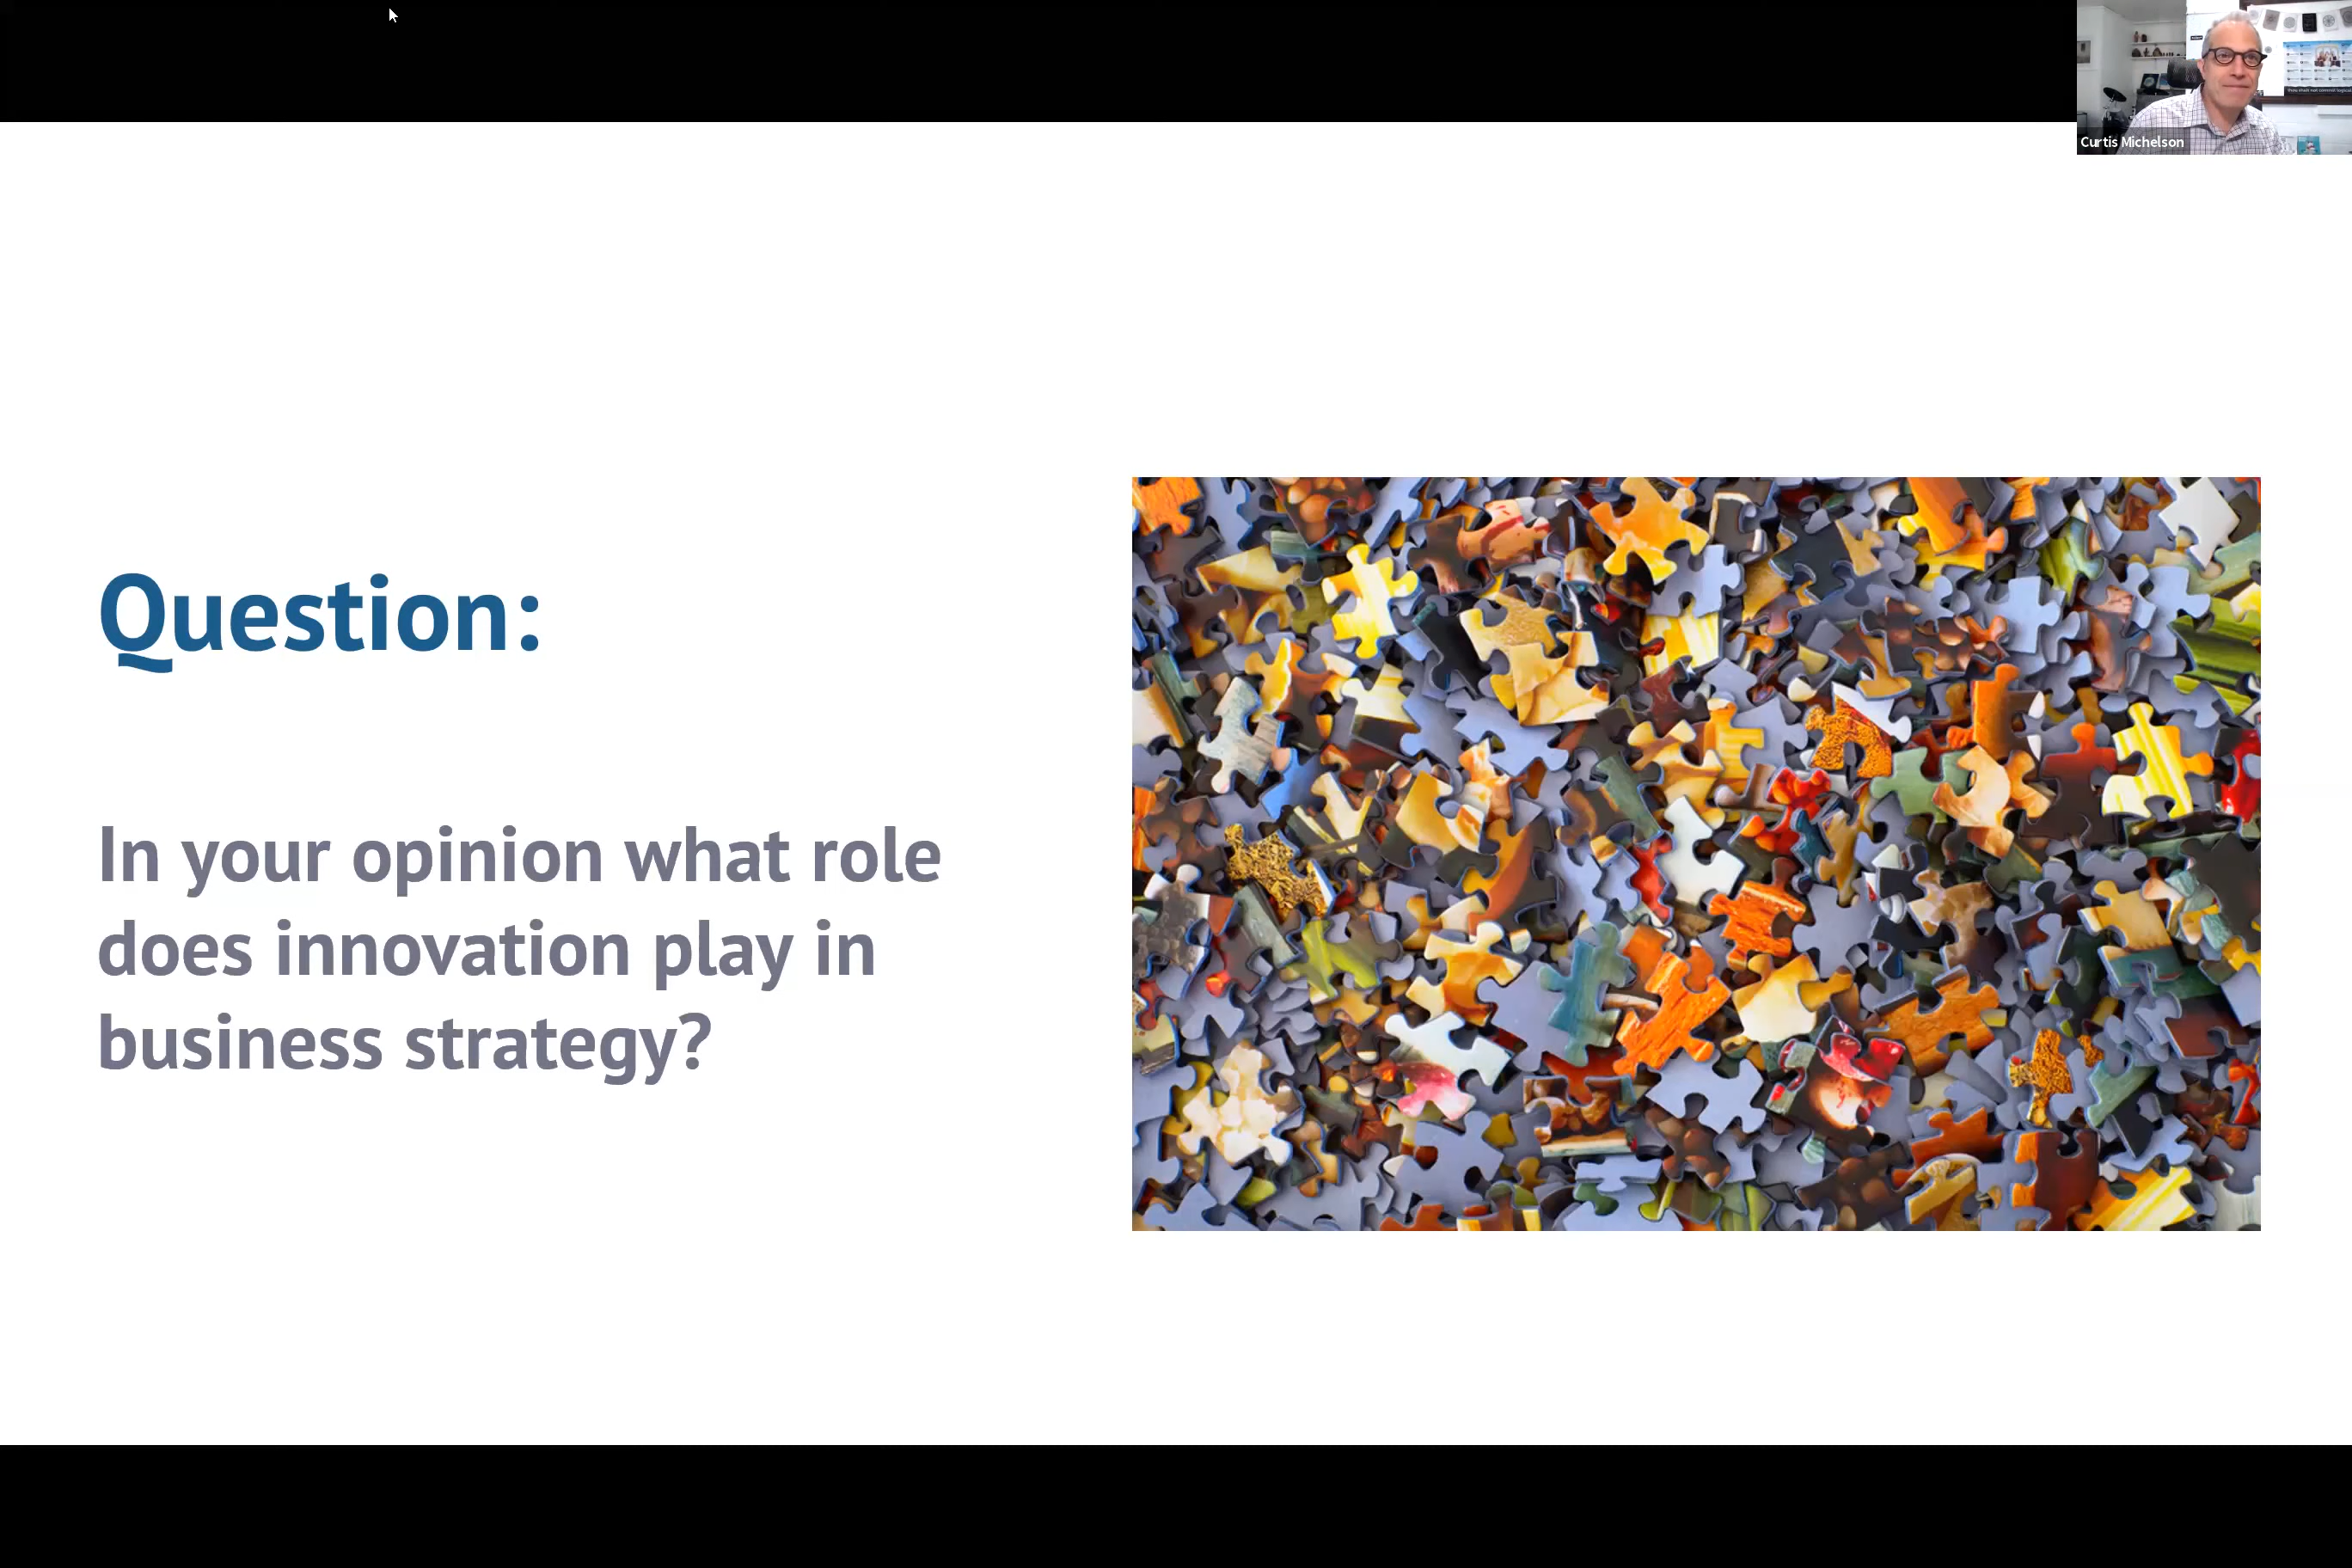 Curtis Michelson
Question:
In your opinion what role
does innovation play in
business strategy?